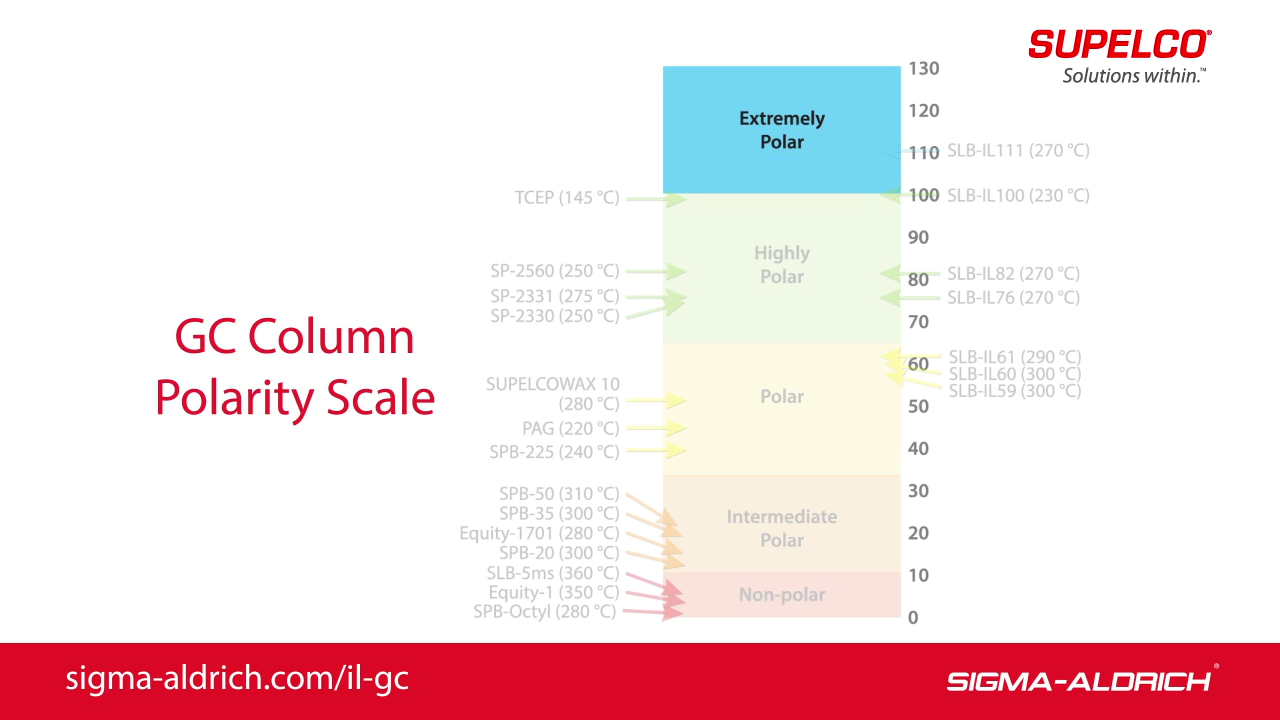 SUPELCO®
Solutions within.™
GC Column
Polarity Scale
TCEP (145 °C)
SP-2560 (250 °C)
SP-2331 (275 °C)
SP-2330 (250 °C)
SUPELCOWAX 10
(280 °C)
PAG (220 °C)
SPB-225 (240 °C)
SPB-50 (310 °C)
SPB-35 (300 °C)
Equity-1701 (280 °C)
SPB-20 (300 °C)
SLB-5ms (360 °C)
Equity-1 (350 °C)
SPB-Octyl (280 °C)
Extremely
Polar
Highly
Polar
Polar
Intermediate
Polar
Non-polar
130
120
110
100
90
80
70
60
50
40
30
20
10
0
SLB-IL111 (270 °C)
SLB-IL100 (230 °C)
SLB-IL82 (270 °C)
SLB-IL76 (270 °C)
SLB-IL61 (290 °C)
SLB-IL60 (300 °C)
SLB-IL59 (300 °C)
sigma-aldrich.com/il-gc
SIGMA-ALDRICH®